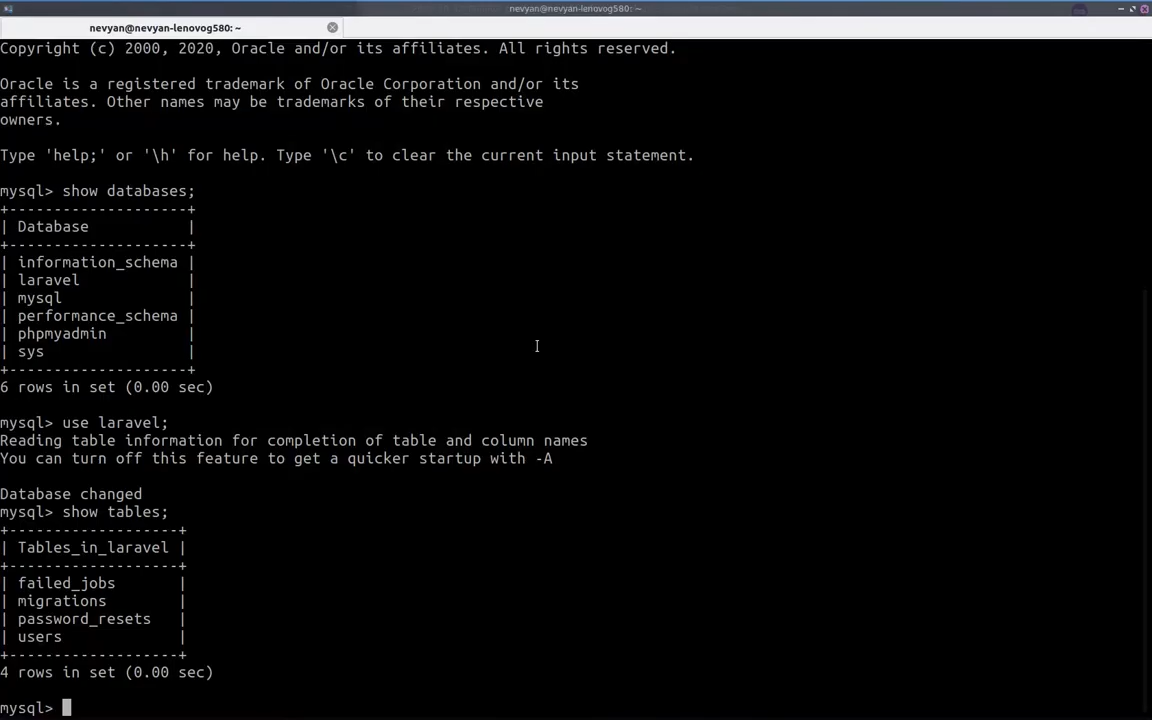 nevyan@nevyan-lenovog580: ~
nevyan@nevyan-lenovog580: ~
Copyright (c) 2000, 2020, Oracle and/or its affiliates. All rights reserved.
Oracle is a registered trademark of Oracle Corporation and/or its
affiliates. Other names may be trademarks of their respective
owners.
Type 'help;' or '\h' for help. Type '\c' to clear the current input statement.
mysql> show databases;
+--------------------+
| Database           |
+--------------------+
| information_schema |
| laravel            |
| mysql              |
| performance_schema |
| phpmyadmin         |
| sys                |
+--------------------+
6 rows in set (0.00 sec)
mysql> use laravel;
Reading table information for completion of table and column names
You can turn off this feature to get a quicker startup with -A
Database changed
mysql> show tables;
+-------------------+
| Tables_in_laravel |
+-------------------+
| failed_jobs       |
| migrations        |
| password_resets   |
| users             |
+-------------------+
4 rows in set (0.00 sec)
mysql>